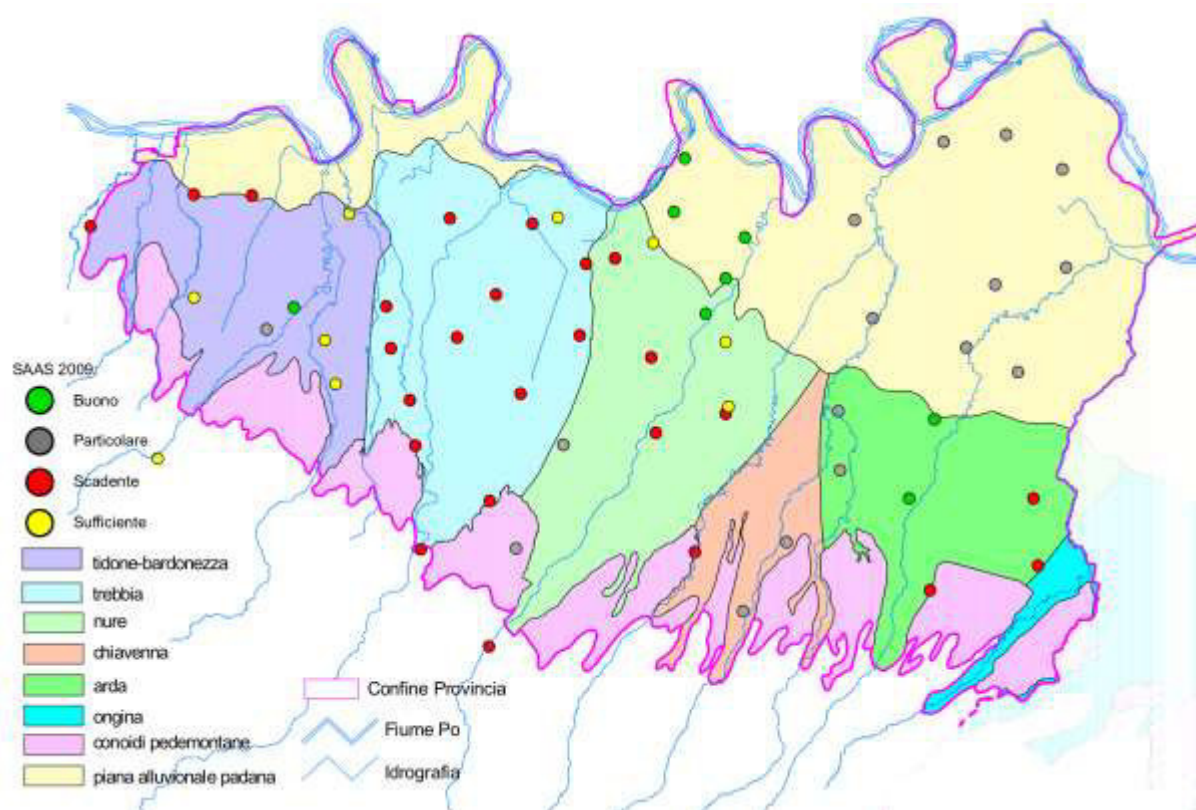 SAAS 2009
Buono
Particolare
Scadente
Sufficiente
tidone-bardonezza
trebbia
nure
chiavenna
arda
ongina
conoidi pedemontane
piana alluvionale padana
Confine Provincia
Fiume Po
Idrografia